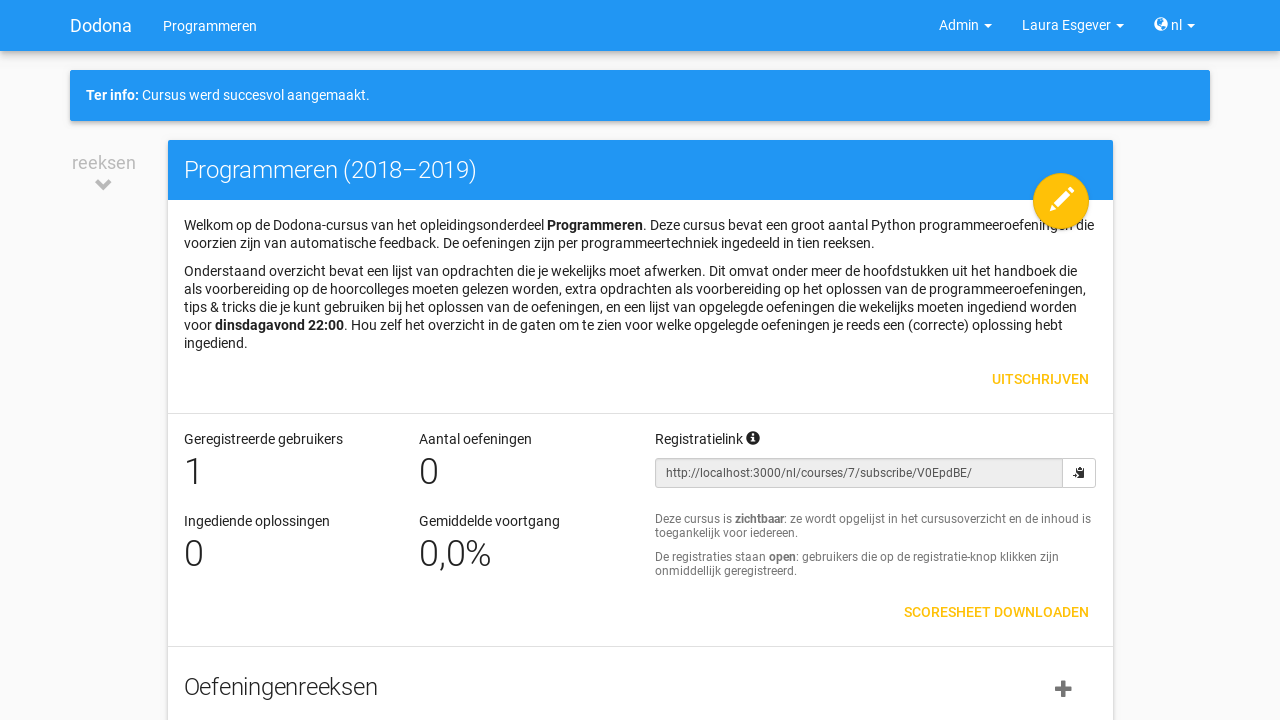 Dodona Programmeren Admin Laura Esgever nl
Ter info: Cursus werd succesvol aangemaakt.
reeksen
Programmeren (2018–2019)
Welkom op de Dodona-cursus van het opleidingsonderdeel Programmeren. Deze cursus bevat een groot aantal Python programmeeroefeningen die
voorzien zijn van automatische feedback. De oefeningen zijn per programmeertechniek ingedeeld in tien reeksen.
Onderstaand overzicht bevat een lijst van opdrachten die je wekelijks moet afwerken. Dit omvat onder meer de hoofdstukken uit het handboek die
als voorbereiding op de hoorcolleges moeten gelezen worden, extra opdrachten als voorbereiding op het oplossen van de programmeeroefeningen,
tips & tricks die je kunt gebruiken bij het oplossen van de oefeningen, en een lijst van opgelegde oefeningen die wekelijks moeten ingediend worden
voor dinsdagavond 22:00. Hou zelf het overzicht in de gaten om te zien voor welke opgelegde oefeningen je reeds een (correcte) oplossing hebt
ingediend.
UITSCHRIJVEN
Geregistreerde gebruikers
1
Aantal oefeningen
0
Ingediende oplossingen
0
Gemiddelde voortgang
0,0%
Registratielink
http://localhost:3000/nl/courses/7/subscribe/V0EpdBE/
Deze cursus is zichtbaar: ze wordt opgelijst in het cursusoverzicht en de inhoud is
toegankelijk voor iedereen.
De registraties staan open: gebruikers die op de registratie-knop klikken zijn
onmiddellijk geregistreerd.
SCORESHEET DOWNLOADEN
Oefeningenreeksen